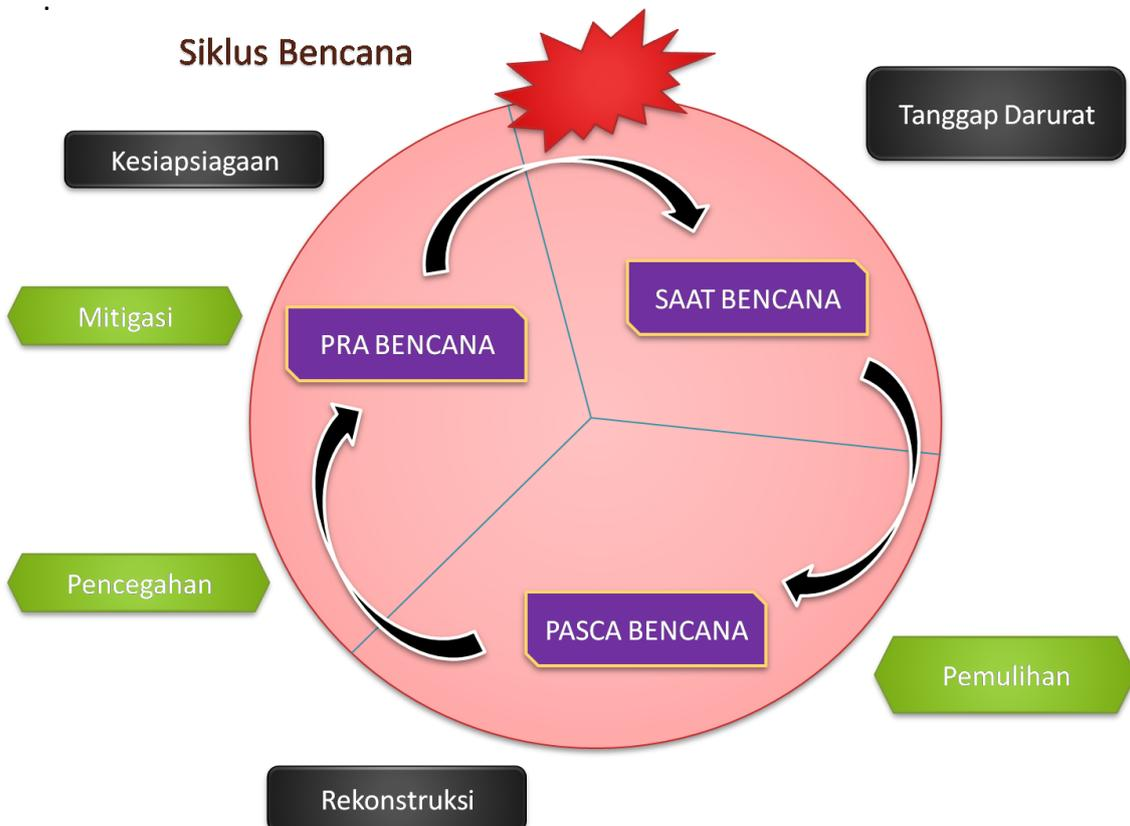 .
Siklus Bencana
Tanggap Darurat
Kesiapsiagaan
SAAT BENCANA
Mitigasi
PRA BENCANA
Pencegahan
PASCA BENCANA
Pemulihan
Rekonstruksi